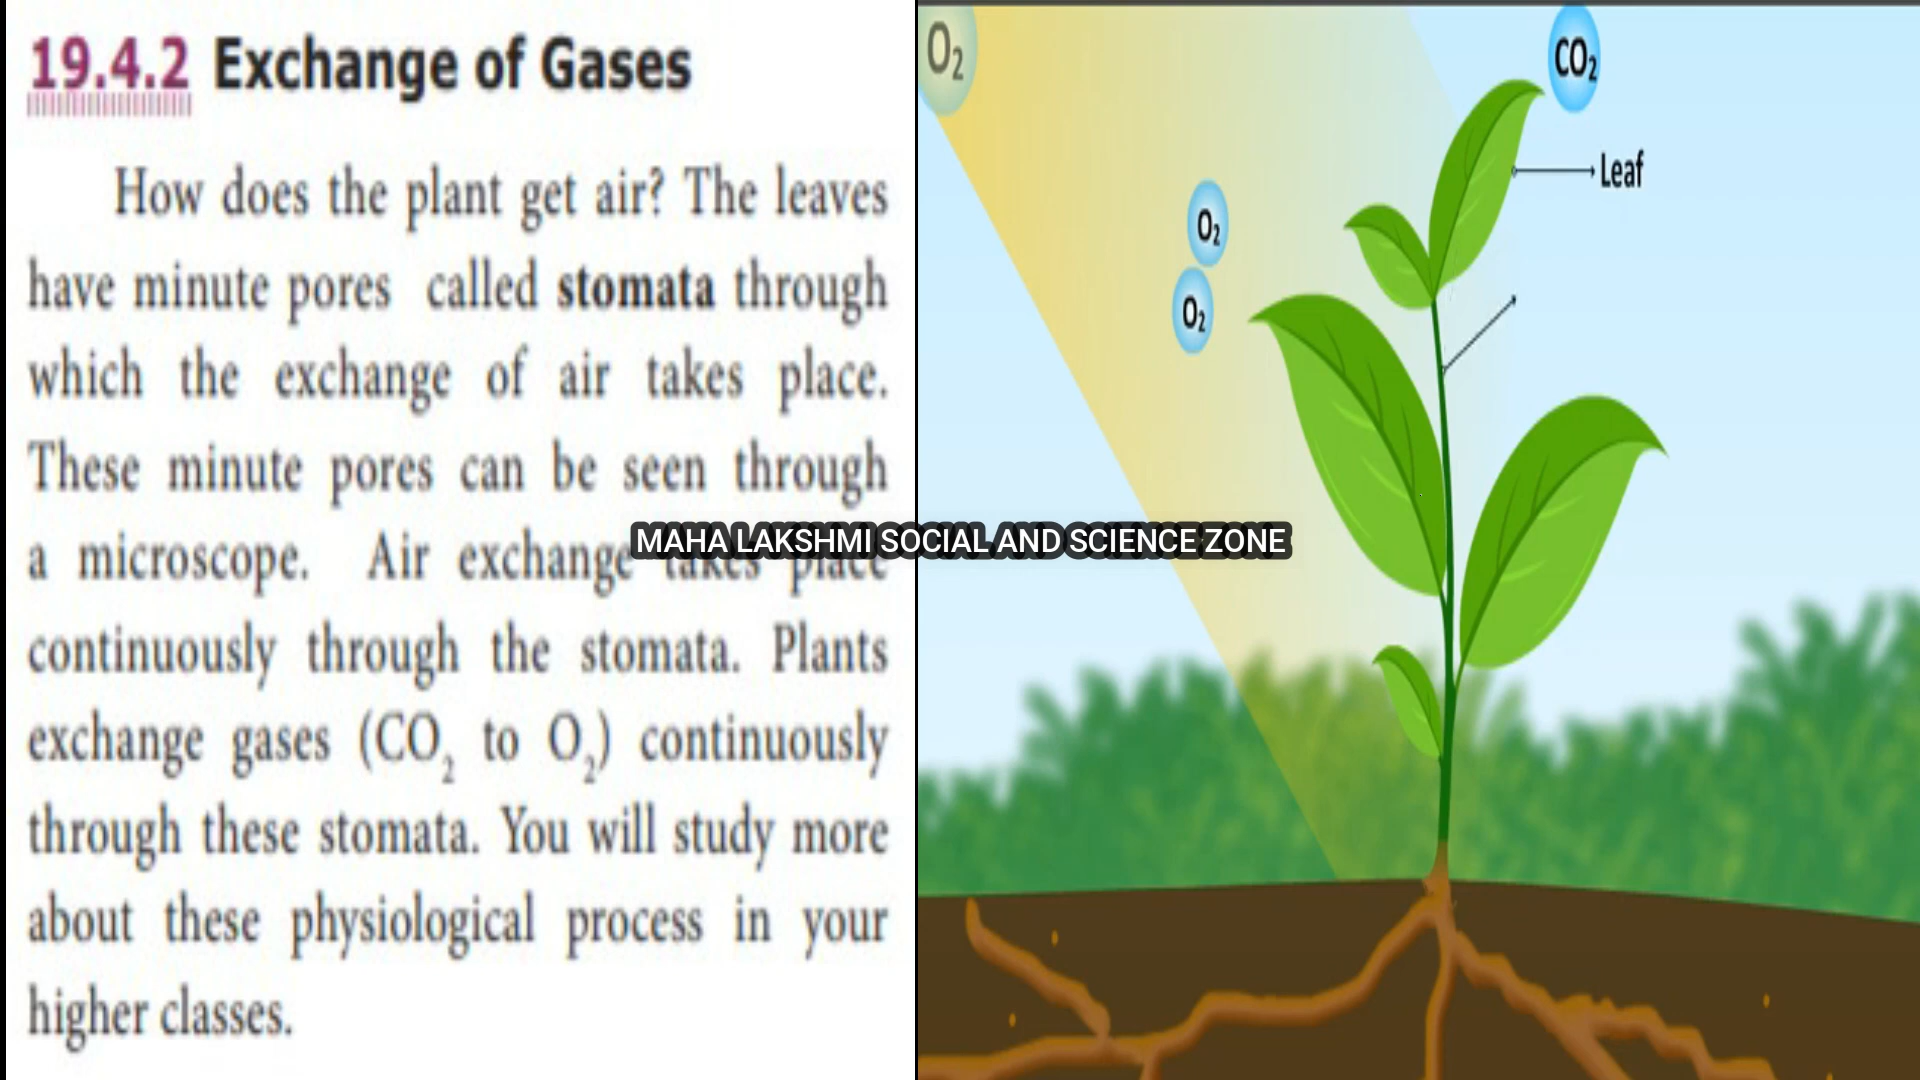 19.4.2 Exchange of Gases
How does the plant get air? The leaves
have minute pores called stomata through
which the exchange of air takes place.
These minute pores can be seen through
a microscope. Air exchange takes place
continuously through the stomata. Plants
exchange gases (CO₂ to O₂) continuously
through these stomata. You will study more
about these physiological process in your
higher classes.
MAHA LAKSHMI SOCIAL AND SCIENCE ZONE
O₂
CO₂
Leaf
O₂
O₂